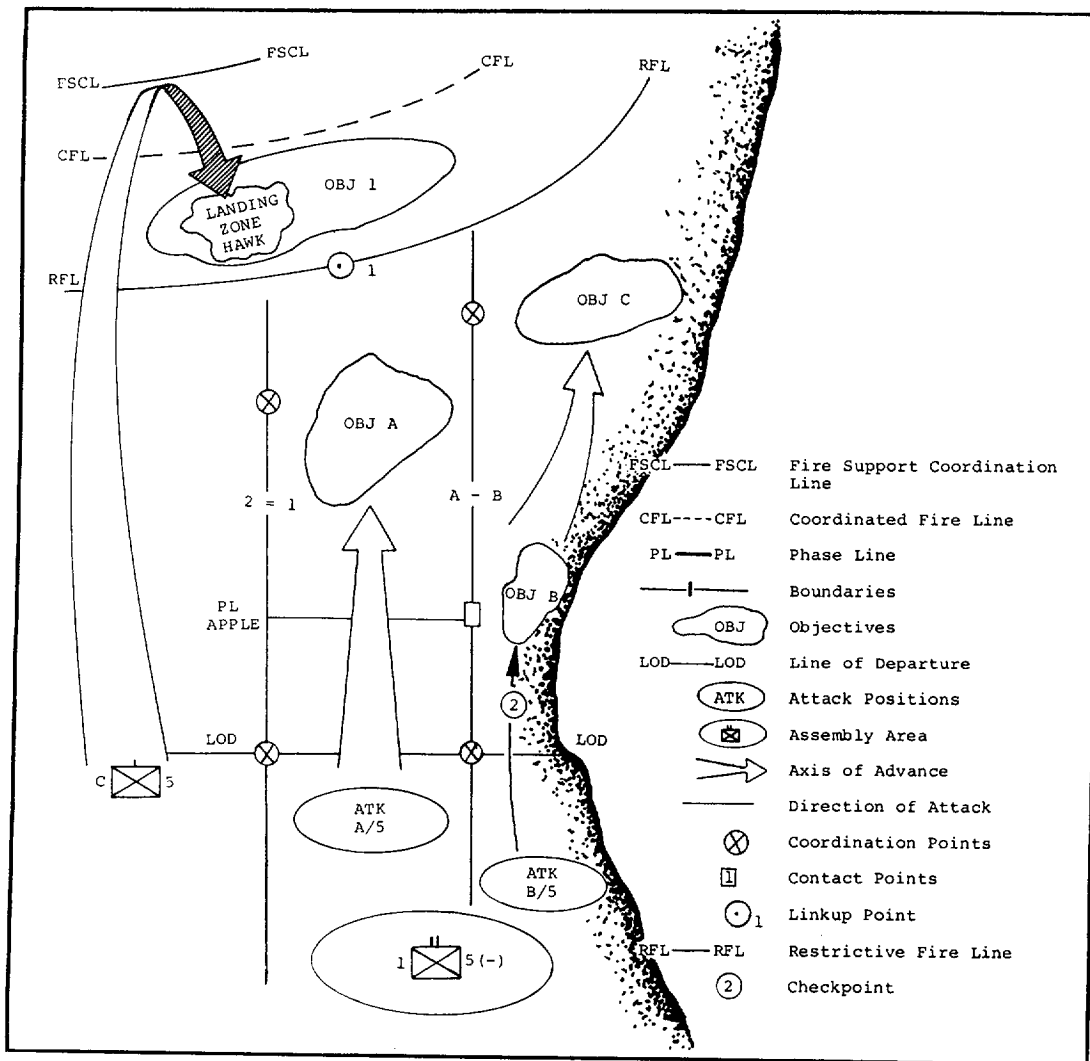 FSCL
FSCL
CFL
RFL
CFL
OBJ 1
LANDING
ZONE
HAWK
RFL
1
OBJ C
OBJ A
2 = 1
A - B
OBJ B
PL
APPLE
2
LOD
LOD
C
5
ATK
A/5
ATK
B/5
1
5(-)
FSCL FSCL Fire Support Coordination
Line
CFL CFL Coordinated Fire Line
PL PL Phase Line
Boundaries
OBJ Objectives
LOD LOD Line of Departure
ATK Attack Positions
Assembly Area
Axis of Advance
Direction of Attack
Coordination Points
1 Contact Points
1 Linkup Point
RFL RFL Restrictive Fire Line
2 Checkpoint